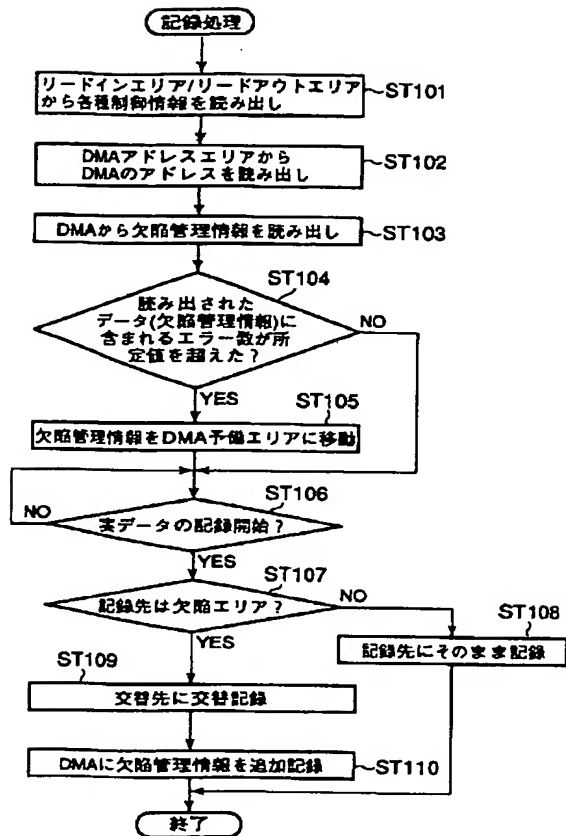 記録処理
リードインエリア/リードアウトエリア
から各種制御情報を読み出し
ST101
DMAアドレスエリアから
DMAのアドレスを読み出し
ST102
DMAから欠陥管理情報を読み出し
ST103
ST104
読み出された
データ(欠陥管理情報)に
含まれるエラー数が所
定値を超えた?
NO
YES
ST105
欠陥管理情報をDMA予備エリアに移動
ST106
NO
実データの記録開始?
YES
ST107
記録先は欠陥エリア?
NO
YES
ST108
記録先にそのまま記録
ST109
交替先に交替記録
DMAに欠陥管理情報を追加記録
ST110
終了